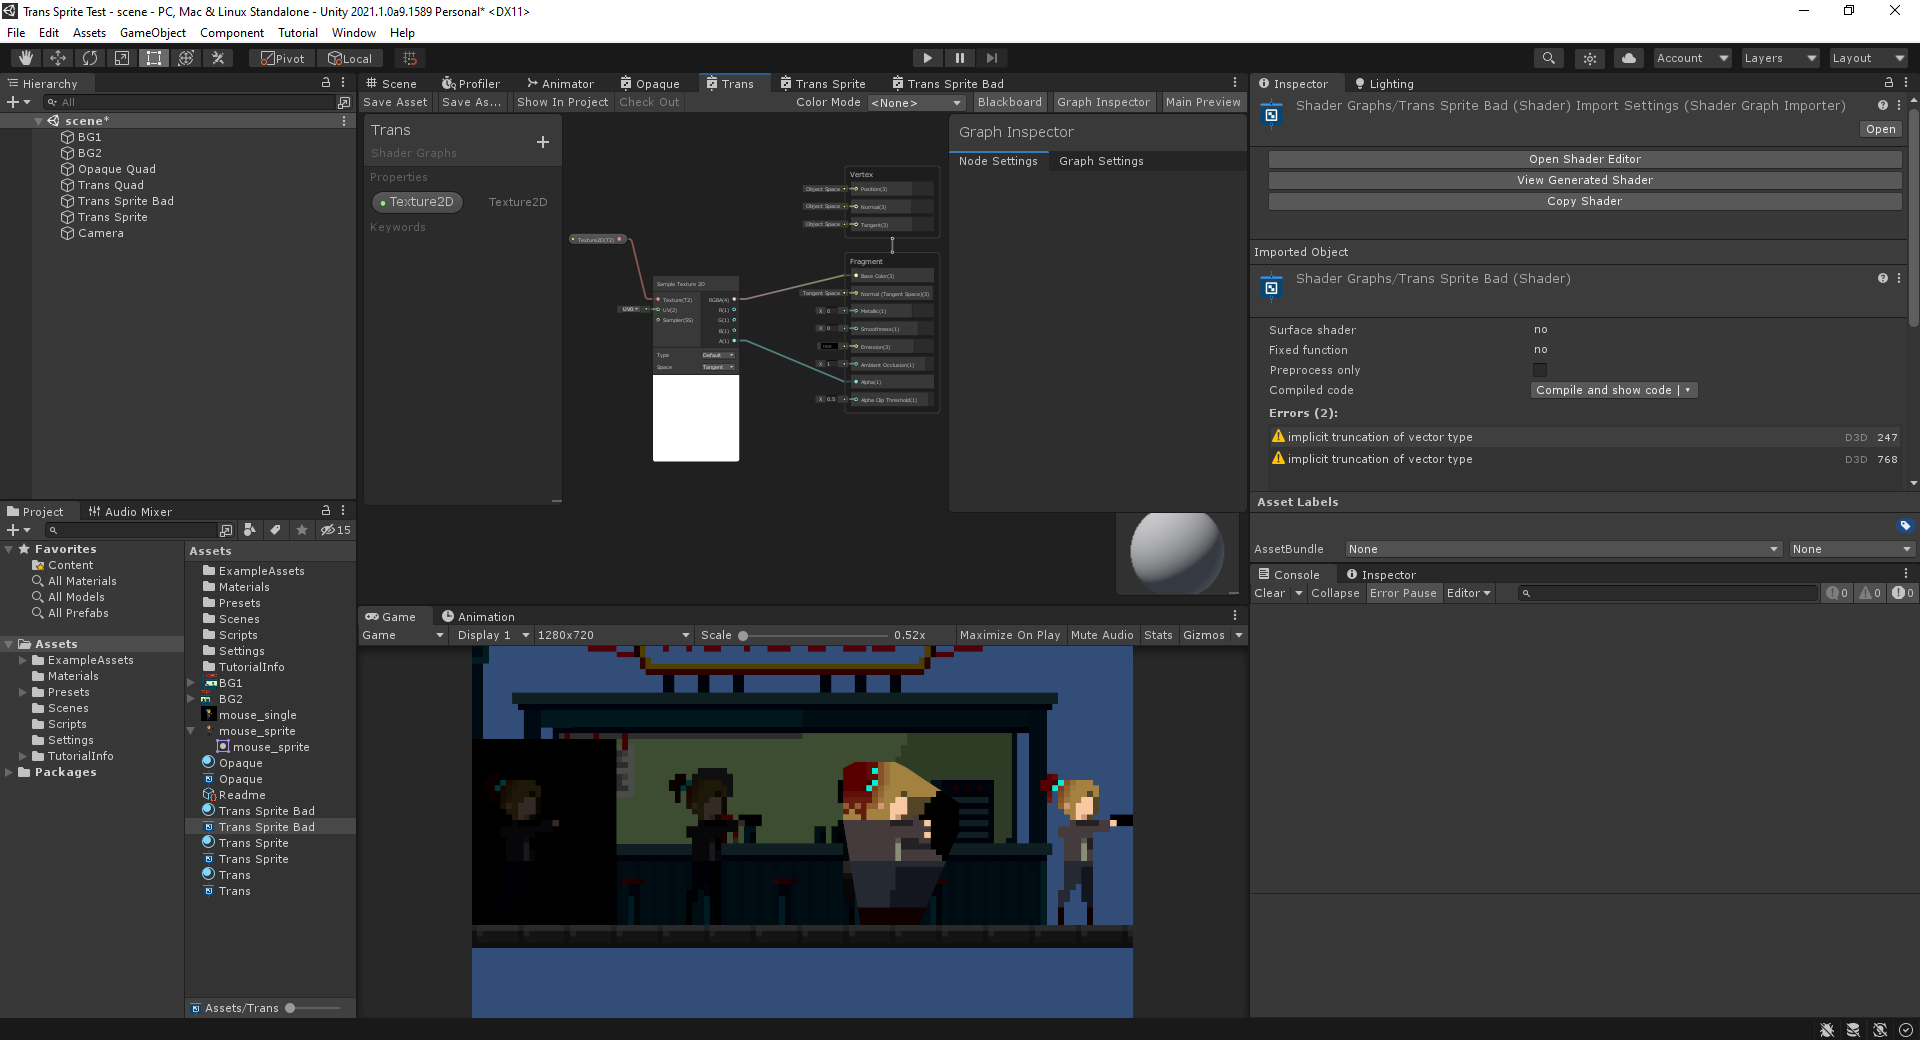 Trans Sprite Test - scene - PC, Mac & Linux Standalone - Unity 2021.1.0a9.1589 Personal* <DX11>
File Edit Assets GameObject Component Tutorial Window Help
Pivot Local Account Layers Layout
Hierarchy
All
scene*
BG1
BG2
Opaque Quad
Trans Quad
Trans Sprite Bad
Trans Sprite
Camera
Scene Profiler Animator Opaque Trans Trans Sprite Trans Sprite Bad
Save Asset Save As... Show In Project Check Out Color Mode <None> Blackboard Graph Inspector Main Preview
Trans
Shader Graphs
Properties
Texture2D Texture2D
Keywords
Texture2D(T2)
Sample Texture 2D
Texture(T2) RGBA(4)
UV0 UV(2) R(1)
Sampler(SS) G(1)
B(1)
A(1)
Type Default
Space Tangent
Vertex
Object Space Position(3)
Object Space Normal(3)
Object Space Tangent(3)
Fragment
Base Color(3)
Tangent Space Normal (Tangent Space)(3)
X 0 Metallic(1)
X 0 Smoothness(1)
HDR Emission(3)
X 1 Ambient Occlusion(1)
Alpha(1)
X 0.5 Alpha Clip Threshold(1)
Graph Inspector
Node Settings Graph Settings
Inspector Lighting
Shader Graphs/Trans Sprite Bad (Shader) Import Settings (Shader Graph Importer)
Open
Open Shader Editor
View Generated Shader
Copy Shader
Imported Object
Shader Graphs/Trans Sprite Bad (Shader)
Surface shader no
Fixed function no
Preprocess only
Compiled code Compile and show code
Errors (2):
implicit truncation of vector type D3D 247
implicit truncation of vector type D3D 768
Asset Labels
AssetBundle None None
Console Inspector
Clear Collapse Error Pause Editor 0 0 0
Project Audio Mixer
15
Favorites
Content
All Materials
All Models
All Prefabs
Assets
ExampleAssets
Materials
Presets
Scenes
Scripts
Settings
TutorialInfo
Packages
Assets
ExampleAssets
Materials
Presets
Scenes
Scripts
Settings
TutorialInfo
BG1
BG2
mouse_single
mouse_sprite
mouse_sprite
Opaque
Opaque
Readme
Trans Sprite Bad
Trans Sprite Bad
Trans Sprite
Trans Sprite
Trans
Trans
Assets/Trans
Game Animation
Game Display 1 1280x720 Scale 0.52x Maximize On Play Mute Audio Stats Gizmos